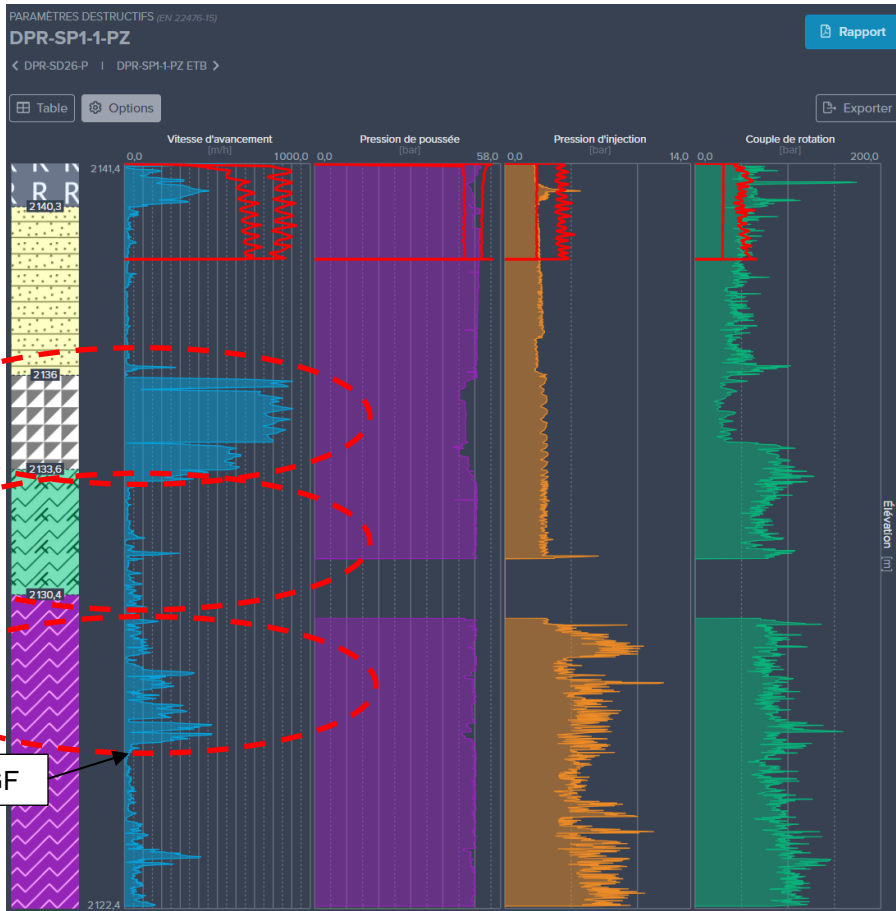 PARAMÈTRES DESTRUCTIFS (EN 22476-15)
DPR-SP1-1-PZ
Rapport
< DPR-SD26-P | DPR-SP1-1-PZ ETB >
Table
Options
Exporter
Vitesse d'avancement
[m/h]
0,0 1000,0
Pression de poussée
[bar]
0,0 58,0
Pression d'injection
[bar]
0,0 14,0
Couple de rotation
[bar]
0,0 200,0
2141,4
R R
R R R
2140,3
2136
2133,6
2130,4
2122,4
Élévation [m]
GF